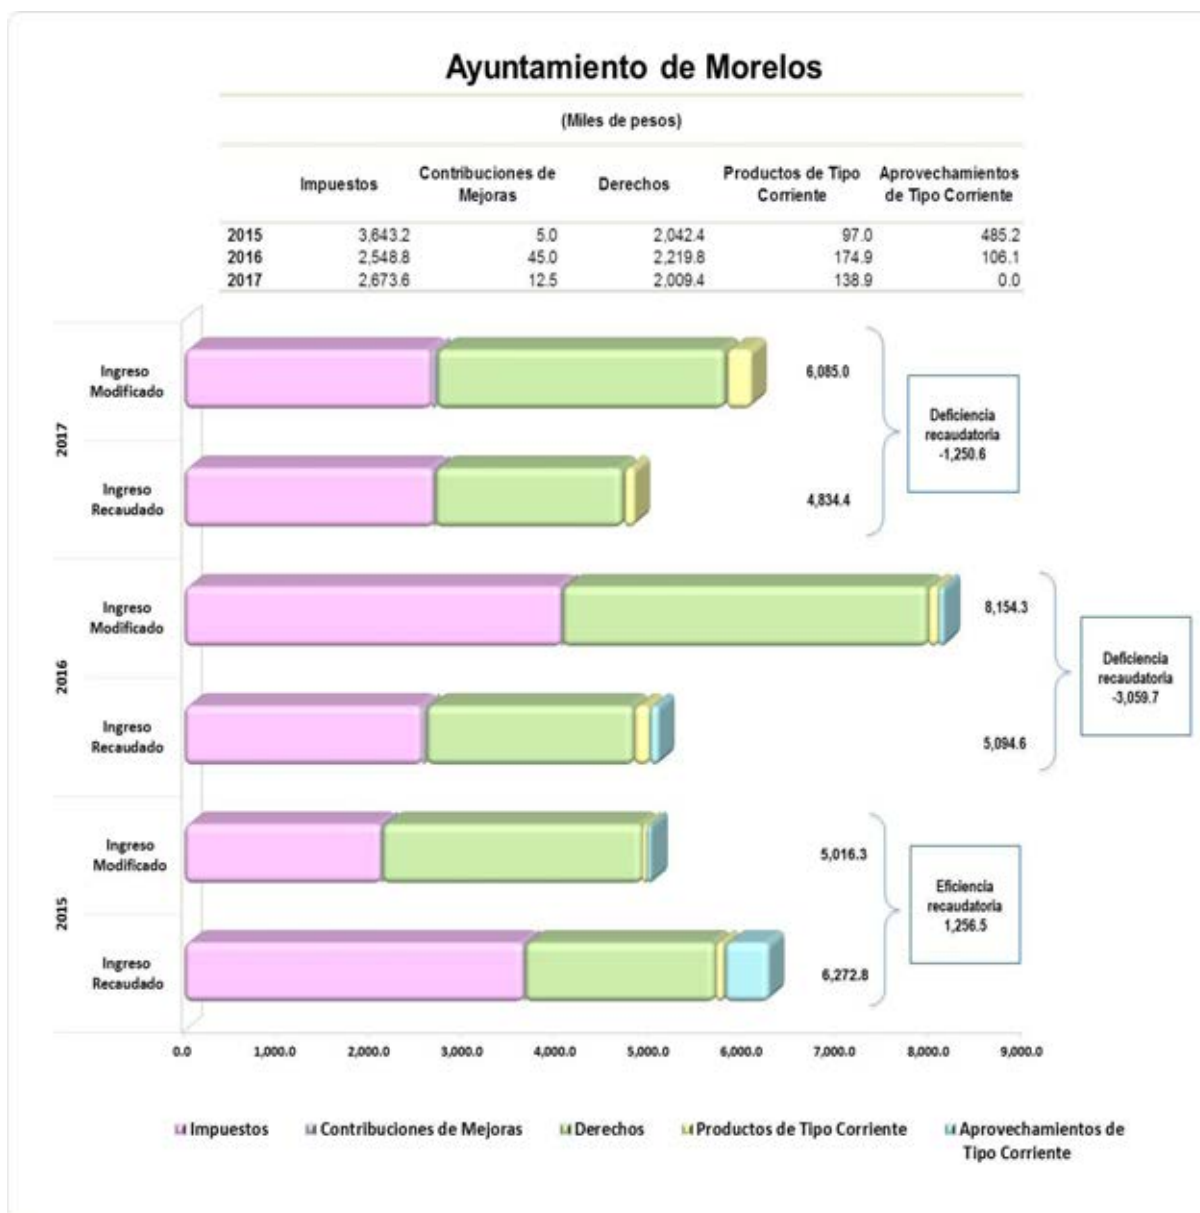 Ayuntamiento de Morelos
(Miles de pesos)
Impuestos Contribuciones de Mejoras Derechos Productos de Tipo Corriente Aprovechamientos de Tipo Corriente
2015 3,643.2 5.0 2,042.4 97.0 485.2
2016 2,548.8 45.0 2,219.8 174.9 106.1
2017 2,673.6 12.5 2,009.4 138.9 0.0
2017
Ingreso
Modificado
6,085.0
Ingreso
Recaudado
4,834.4
Deficiencia
recaudatoria
-1,250.6
2016
Ingreso
Modificado
8,154.3
Ingreso
Recaudado
5,094.6
Deficiencia
recaudatoria
-3,059.7
2015
Ingreso
Modificado
5,016.3
Ingreso
Recaudado
6,272.8
Eficiencia
recaudatoria
1,256.5
0.0 1,000.0 2,000.0 3,000.0 4,000.0 5,000.0 6,000.0 7,000.0 8,000.0 9,000.0
Impuestos Contribuciones de Mejoras Derechos Productos de Tipo Corriente Aprovechamientos de
Tipo Corriente